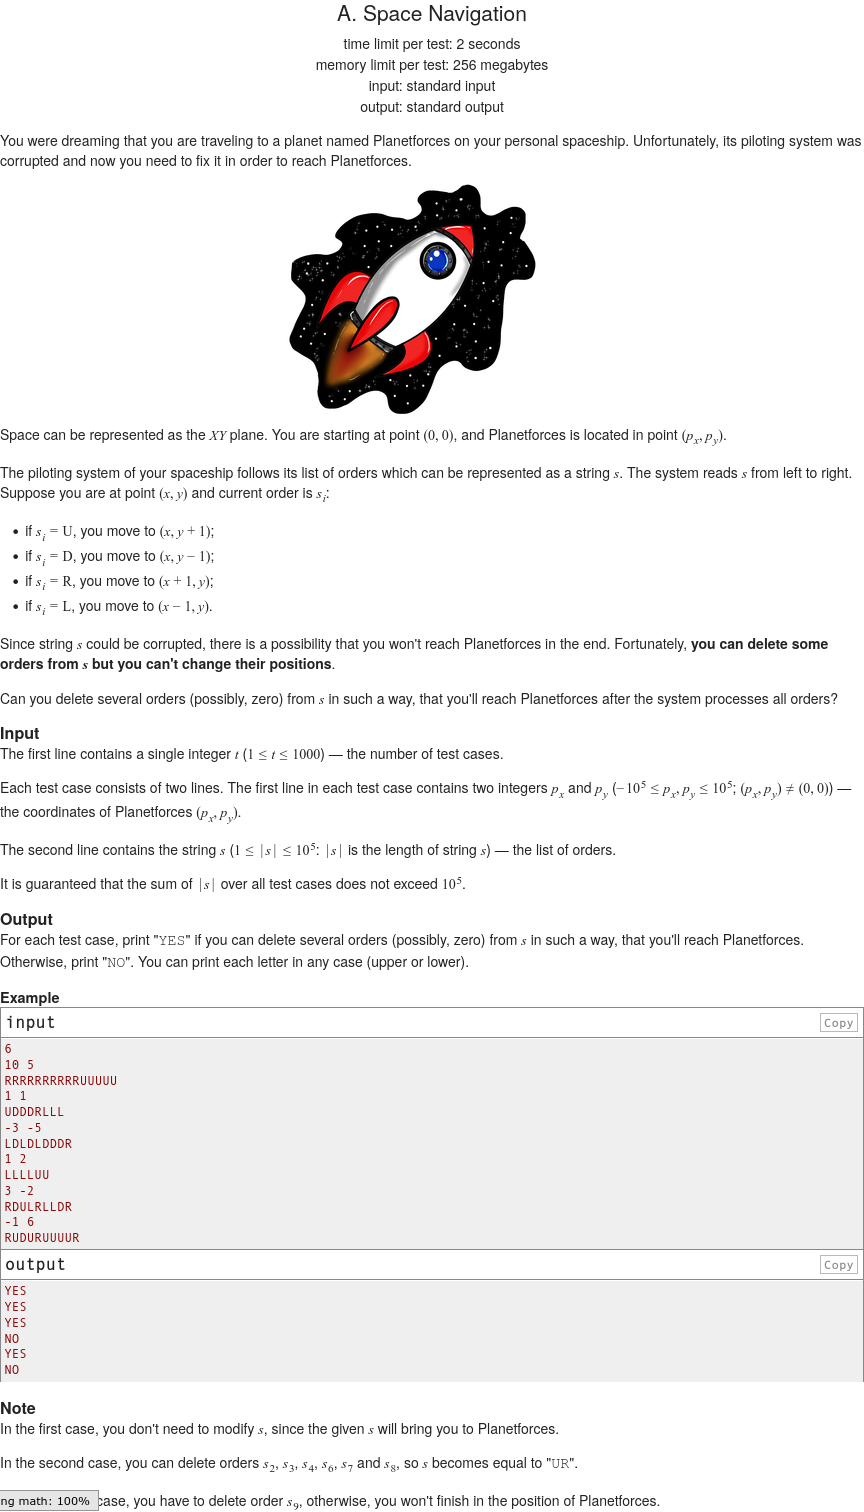 A. Space Navigation
time limit per test: 2 seconds
memory limit per test: 256 megabytes
input: standard input
output: standard output
You were dreaming that you are traveling to a planet named Planetforces on your personal spaceship. Unfortunately, its piloting system was
corrupted and now you need to fix it in order to reach Planetforces.
Space can be represented as the XY plane. You are starting at point (0, 0), and Planetforces is located in point (p_x, p_y).
The piloting system of your spaceship follows its list of orders which can be represented as a string s. The system reads s from left to right.
Suppose you are at point (x, y) and current order is s_i:
• if s_i = U, you move to (x, y + 1);
• if s_i = D, you move to (x, y − 1);
• if s_i = R, you move to (x + 1, y);
• if s_i = L, you move to (x − 1, y).
Since string s could be corrupted, there is a possibility that you won't reach Planetforces in the end. Fortunately, you can delete some
orders from s but you can't change their positions.
Can you delete several orders (possibly, zero) from s in such a way, that you'll reach Planetforces after the system processes all orders?
Input
The first line contains a single integer t (1 ≤ t ≤ 1000) — the number of test cases.
Each test case consists of two lines. The first line in each test case contains two integers p_x and p_y (−10^5 ≤ p_x, p_y ≤ 10^5; (p_x, p_y) ≠ (0, 0)) —
the coordinates of Planetforces (p_x, p_y).
The second line contains the string s (1 ≤ |s| ≤ 10^5: |s| is the length of string s) — the list of orders.
It is guaranteed that the sum of |s| over all test cases does not exceed 10^5.
Output
For each test case, print "YES" if you can delete several orders (possibly, zero) from s in such a way, that you'll reach Planetforces.
Otherwise, print "NO". You can print each letter in any case (upper or lower).
Example
input Copy
6
10 5
RRRRRRRRRRUUUUU
1 1
UDDDRLLL
-3 -5
LDLDLDDDR
1 2
LLLLUU
3 -2
RDULRLLDR
-1 6
RUDURUUUUR
output Copy
YES
YES
YES
NO
YES
NO
Note
In the first case, you don't need to modify s, since the given s will bring you to Planetforces.
In the second case, you can delete orders s_2, s_3, s_4, s_6, s_7 and s_8, so s becomes equal to "UR".
ng math: 100% case, you have to delete order s_9, otherwise, you won't finish in the position of Planetforces.